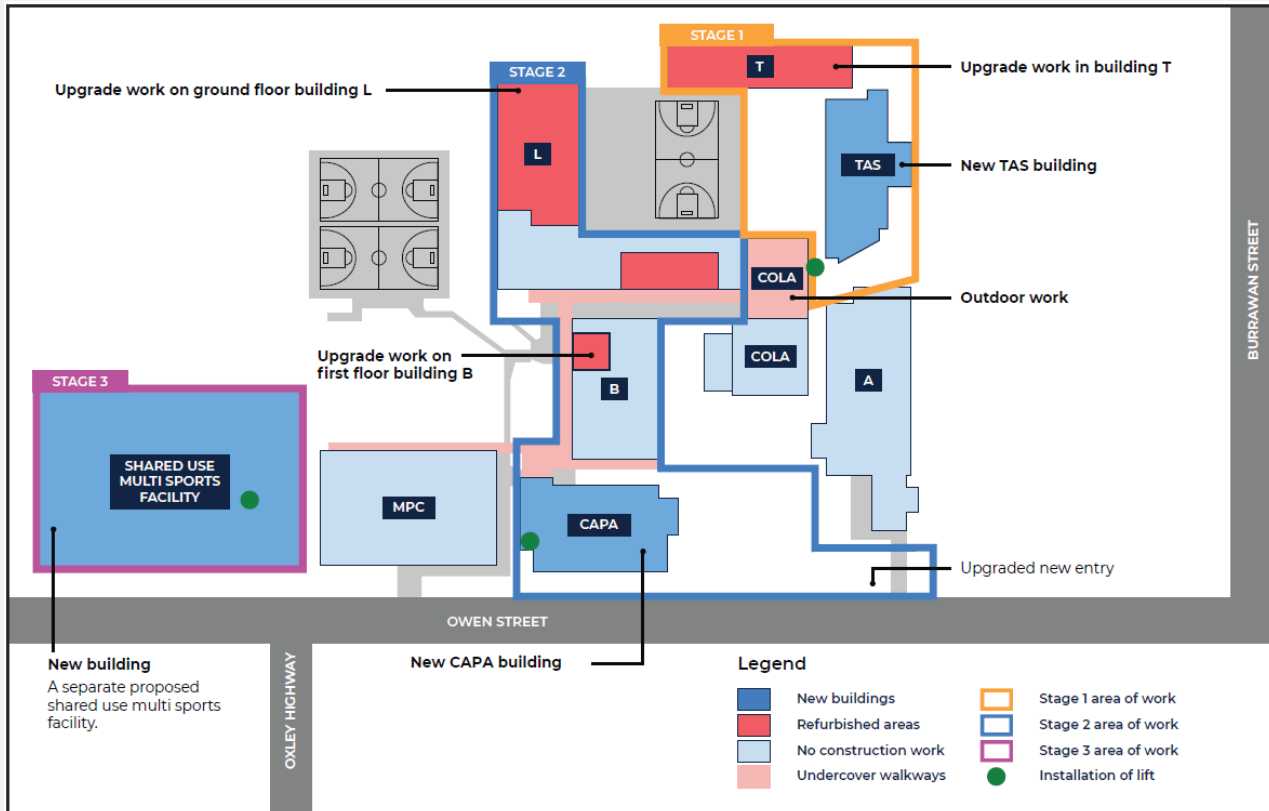 STAGE 1
T
Upgrade work in building T
STAGE 2
Upgrade work on ground floor building L
L
TAS
New TAS building
BURRAWAN STREET
COLA
Outdoor work
Upgrade work on
first floor building B
COLA
B
A
STAGE 3
SHARED USE
MULTI SPORTS
FACILITY
MPC
CAPA
Upgraded new entry
OWEN STREET
New building
A separate proposed
shared use multi sports
facility.
OXLEY HIGHWAY
New CAPA building
Legend
New buildings
Refurbished areas
No construction work
Undercover walkways
Stage 1 area of work
Stage 2 area of work
Stage 3 area of work
Installation of lift